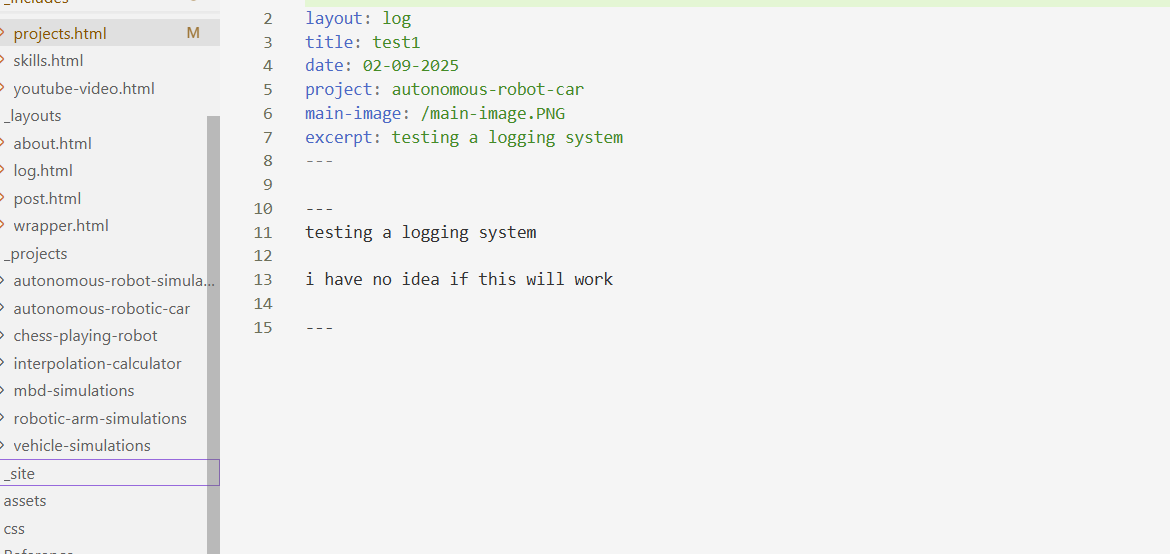 _includes
projects.html M
skills.html
youtube-video.html
_layouts
about.html
log.html
post.html
wrapper.html
_projects
autonomous-robot-simula...
autonomous-robotic-car
chess-playing-robot
interpolation-calculator
mbd-simulations
robotic-arm-simulations
vehicle-simulations
_site
assets
css
Reference
2 layout: log
3 title: test1
4 date: 02-09-2025
5 project: autonomous-robot-car
6 main-image: /main-image.PNG
7 excerpt: testing a logging system
8 ---
9
10 ---
11 testing a logging system
12
13 i have no idea if this will work
14
15 ---